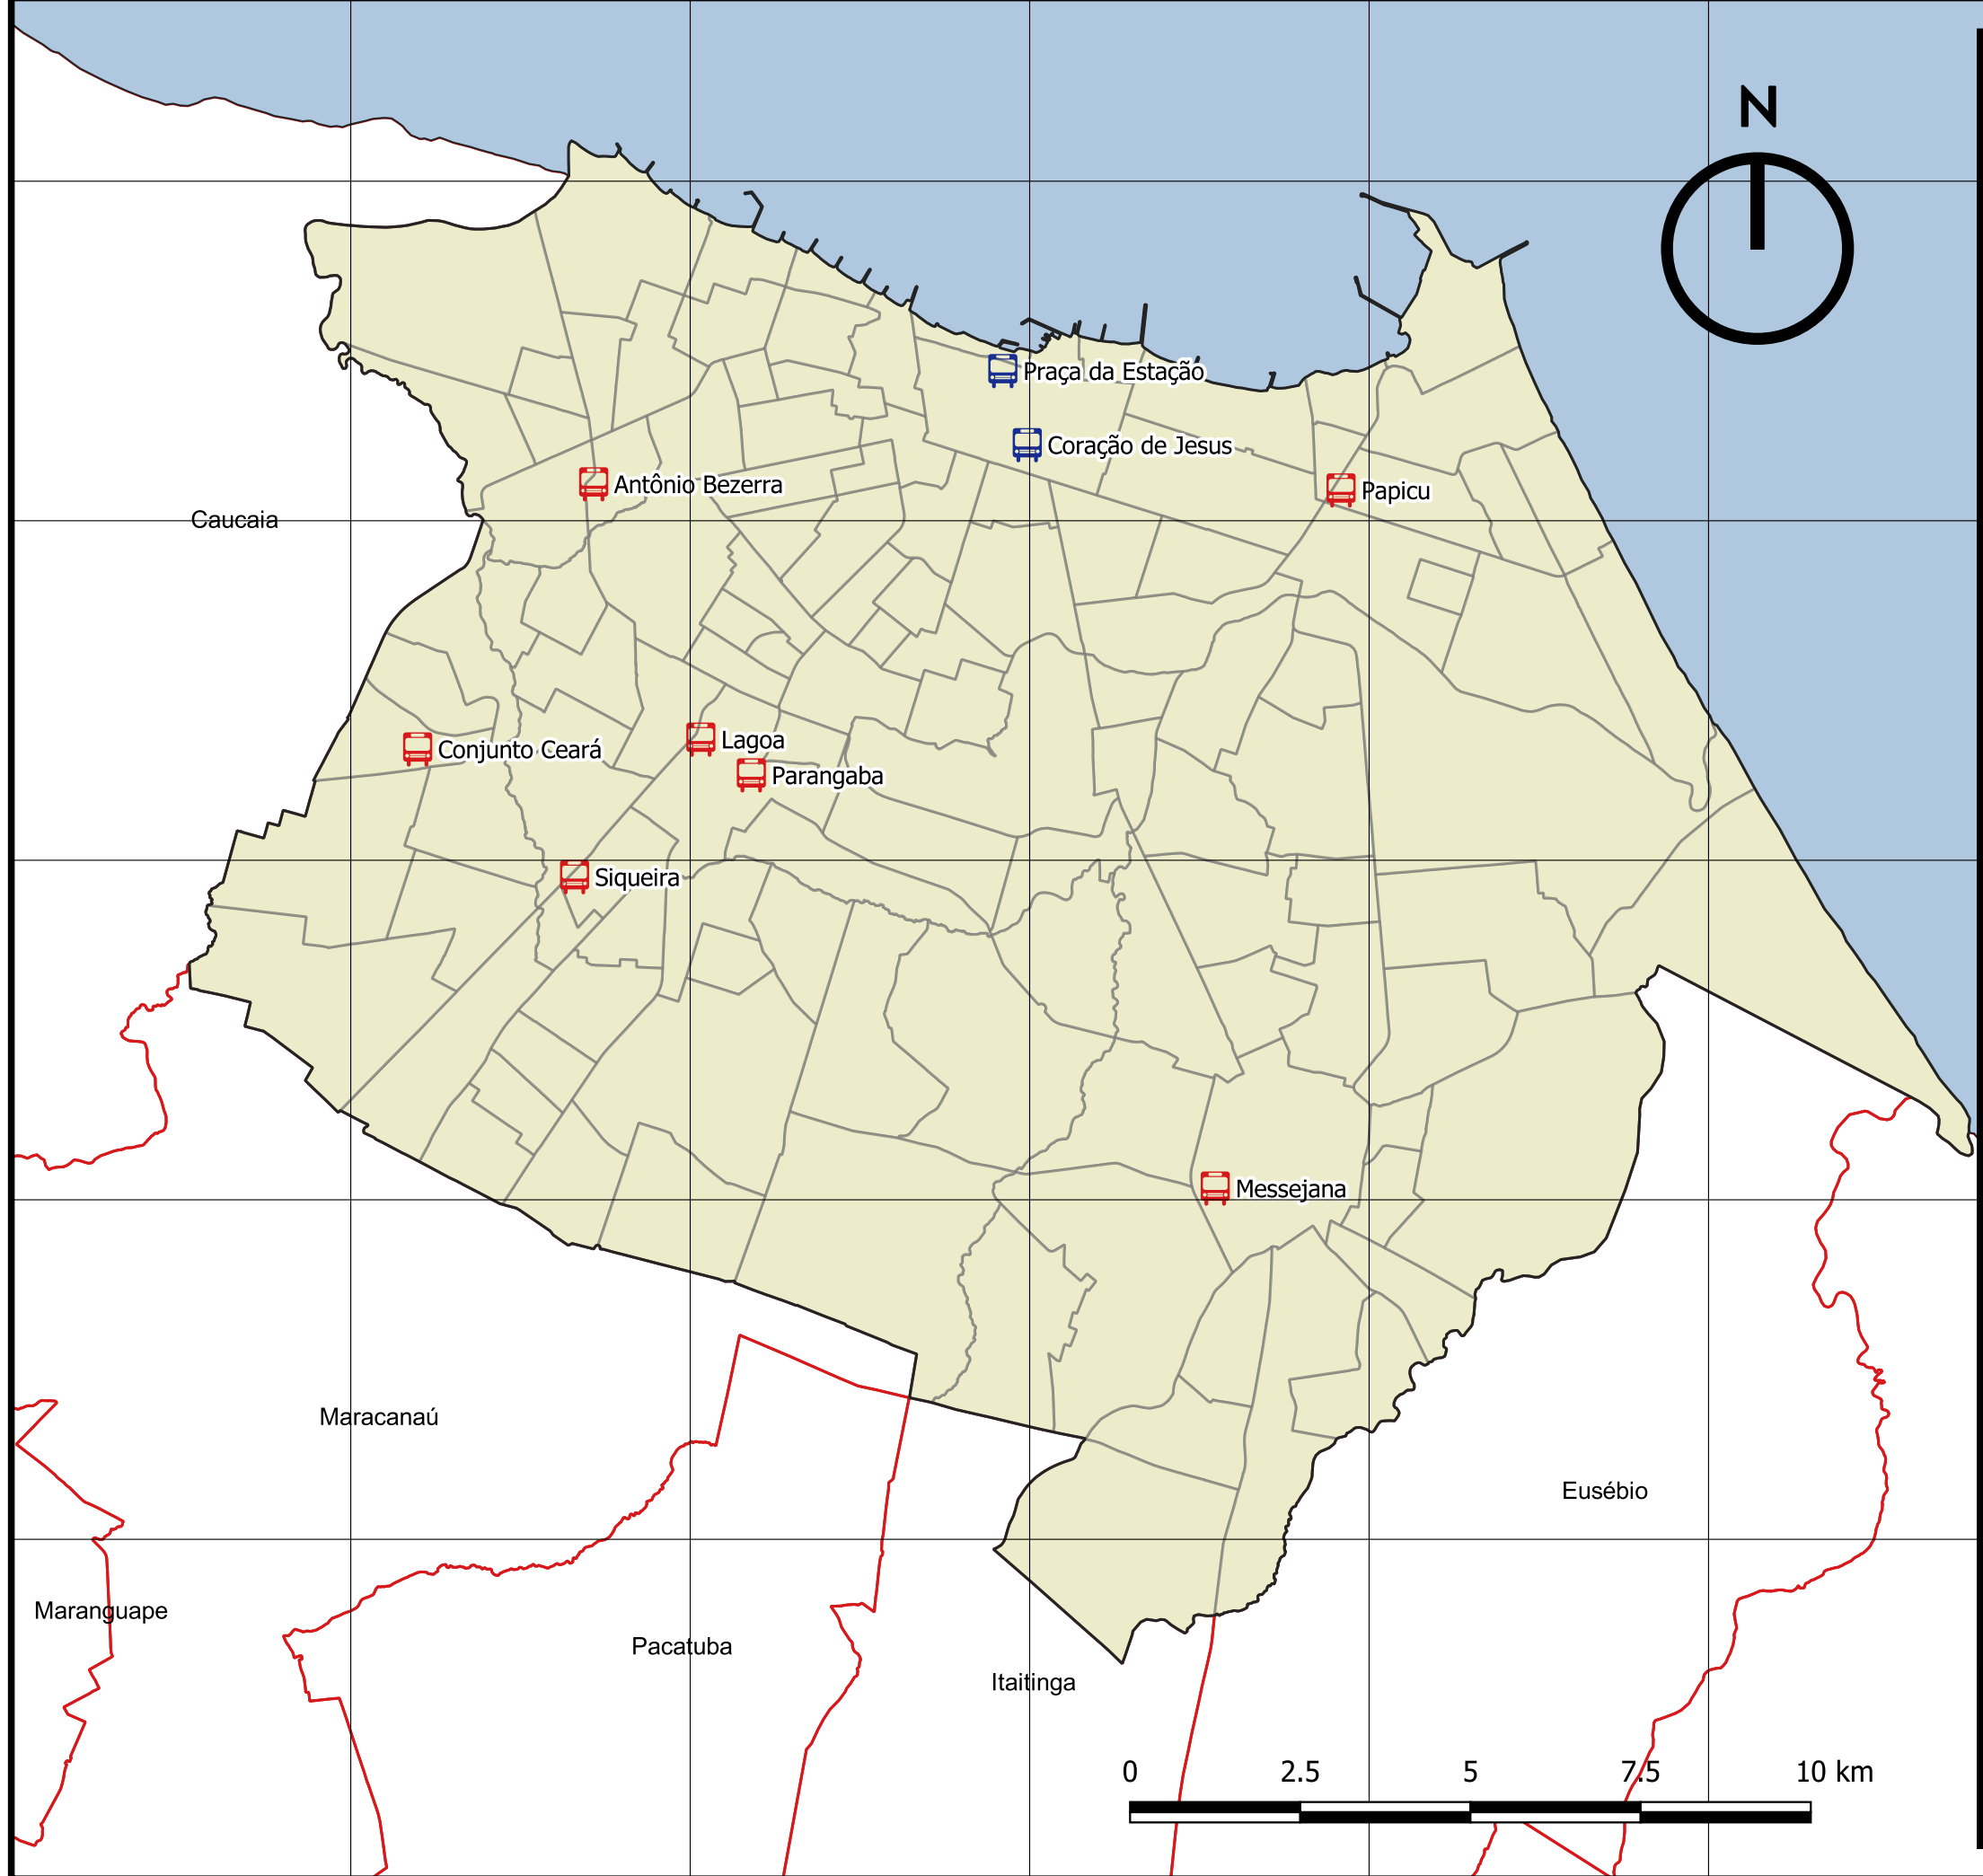 N
Praça da Estação
Coração de Jesus
Antônio Bezerra
Papicu
Caucaia
Lagoa
Conjunto Ceará
Parangaba
Siqueira
Messejana
Maracanaú
Eusébio
Maranguape
Pacatuba
Itaitinga
0 2.5 5 7.5 10 km